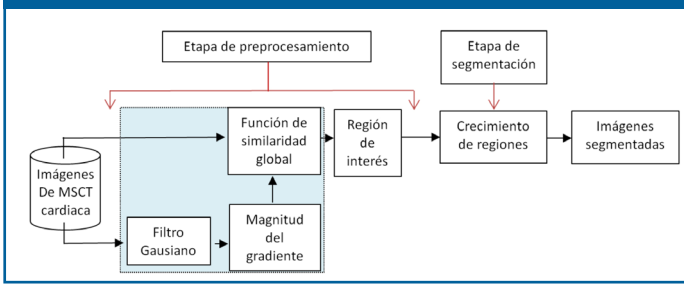 Etapa de preprocesamiento
Etapa de
segmentación
Función de
similaridad
global
Región
de
interés
Crecimiento
de regiones
Imágenes
segmentadas
Imágenes
De MSCT
cardiaca
Filtro
Gausiano
Magnitud
del
gradiente